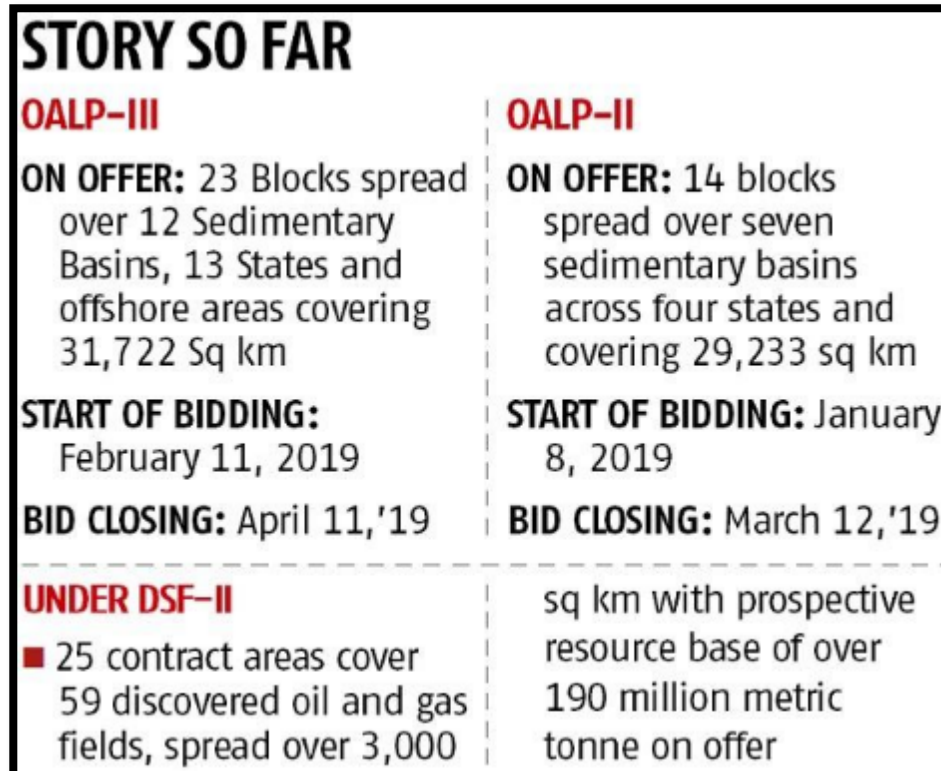 STORY SO FAR
OALP-III
ON OFFER: 23 Blocks spread
over 12 Sedimentary
Basins, 13 States and
offshore areas covering
31,722 Sq km
START OF BIDDING:
February 11, 2019
BID CLOSING: April 11,'19
OALP-II
ON OFFER: 14 blocks
spread over seven
sedimentary basins
across four states and
covering 29,233 sq km
START OF BIDDING: January
8, 2019
BID CLOSING: March 12,'19
UNDER DSF-II
■ 25 contract areas cover
59 discovered oil and gas
fields, spread over 3,000
sq km with prospective
resource base of over
190 million metric
tonne on offer